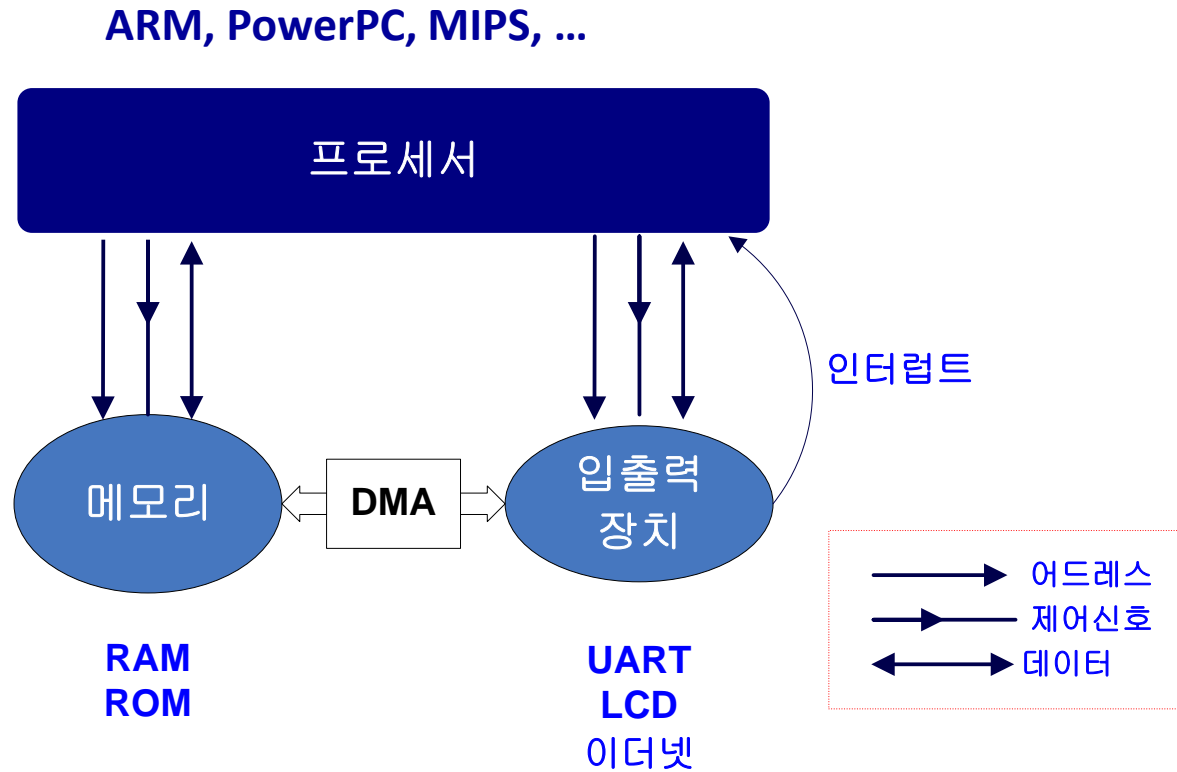 ARM, PowerPC, MIPS, ...
프로세서
인터럽트
메모리
DMA
입출력
장치
어드레스
제어신호
데이터
RAM
ROM
UART
LCD
이더넷